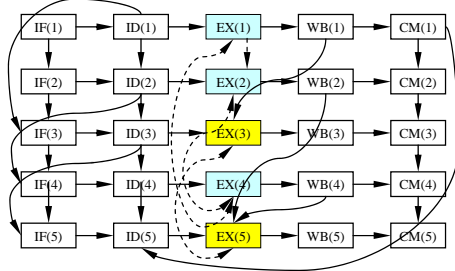 IF(1) ID(1) EX(1) WB(1) CM(1)
IF(2) ID(2) EX(2) WB(2) CM(2)
IF(3) ID(3) EX(3) WB(3) CM(3)
IF(4) ID(4) EX(4) WB(4) CM(4)
IF(5) ID(5) EX(5) WB(5) CM(5)